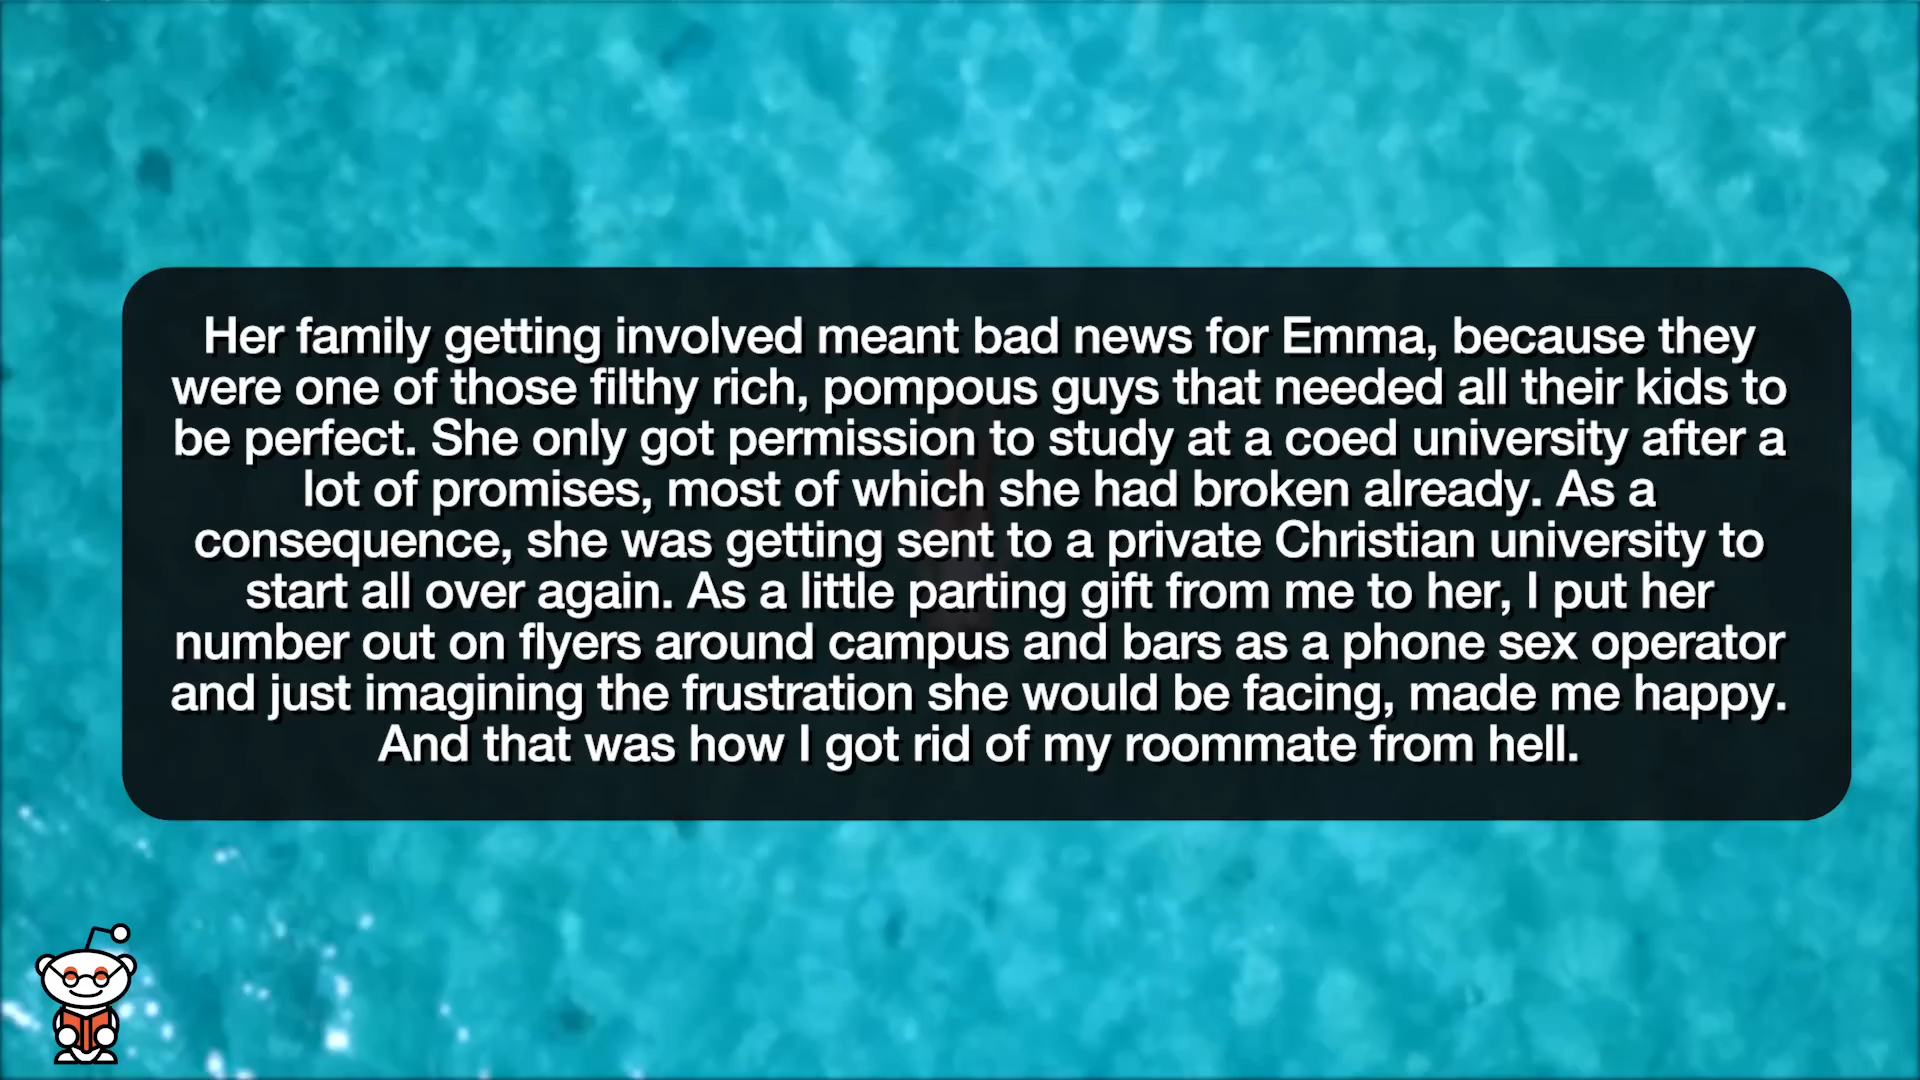 Her family getting involved meant bad news for Emma, because they
were one of those filthy rich, pompous guys that needed all their kids to
be perfect. She only got permission to study at a coed university after a
lot of promises, most of which she had broken already. As a
consequence, she was getting sent to a private Christian university to
start all over again. As a little parting gift from me to her, I put her
number out on flyers around campus and bars as a phone sex operator
and just imagining the frustration she would be facing, made me happy.
And that was how I got rid of my roommate from hell.